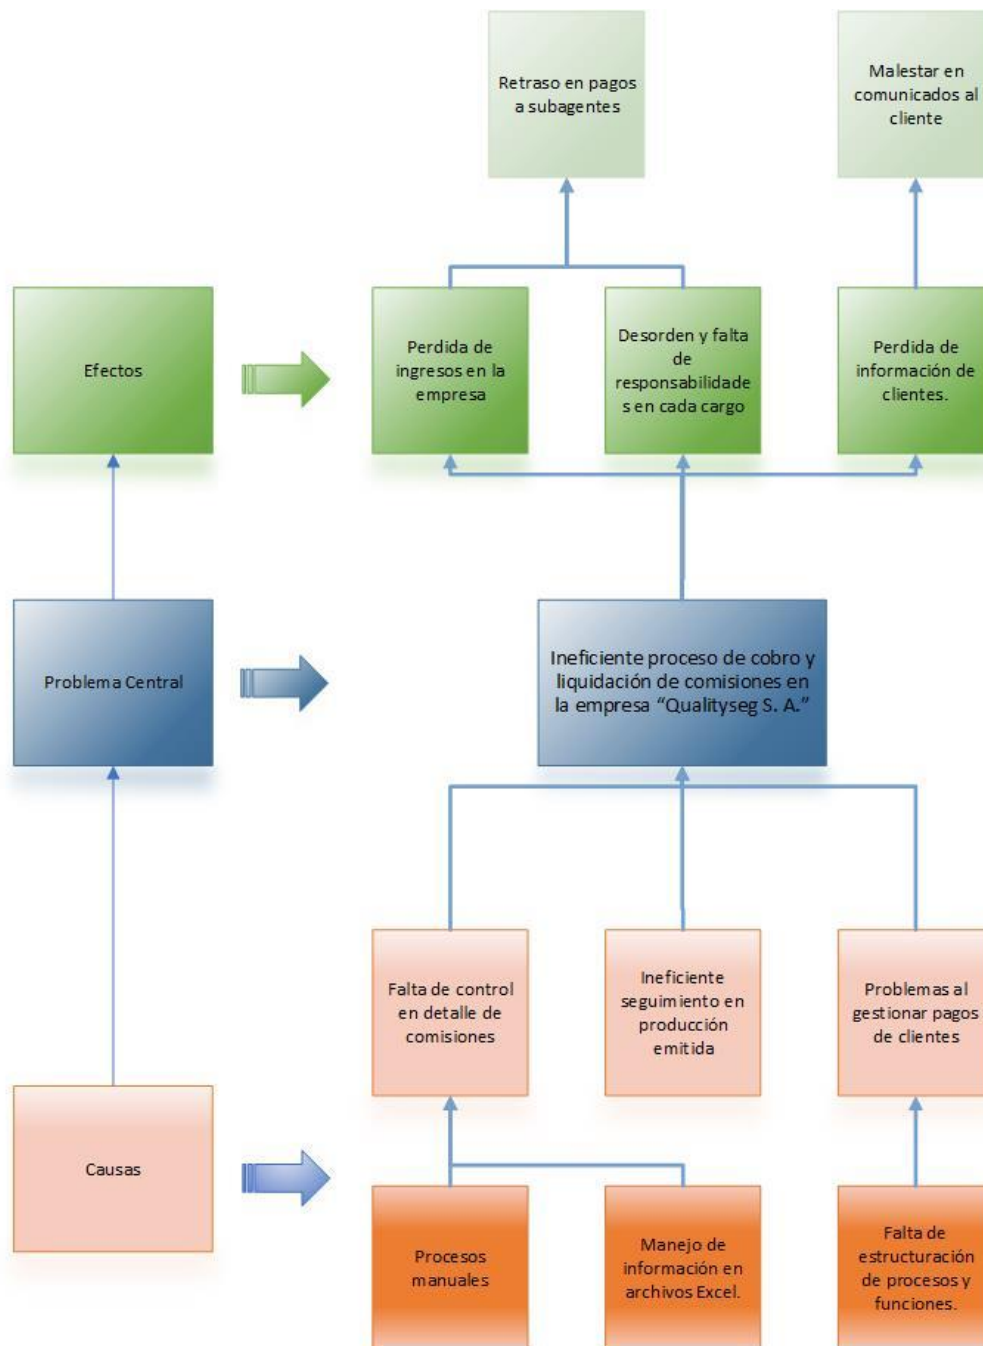 Retraso en pagos
a subagentes
Malestar en
comunicados al
cliente
Efectos
Perdida de
ingresos en la
empresa
Desorden y falta
de
responsabilidade
s en cada cargo
Perdida de
información de
clientes.
Problema Central
Ineficiente proceso de cobro y
liquidación de comisiones en
la empresa “Qualityseg S. A.”
Falta de control
en detalle de
comisiones
Ineficiente
seguimiento en
producción
emitida
Problemas al
gestionar pagos
de clientes
Causas
Procesos
manuales
Manejo de
información en
archivos Excel.
Falta de
estructuración
de procesos y
funciones.